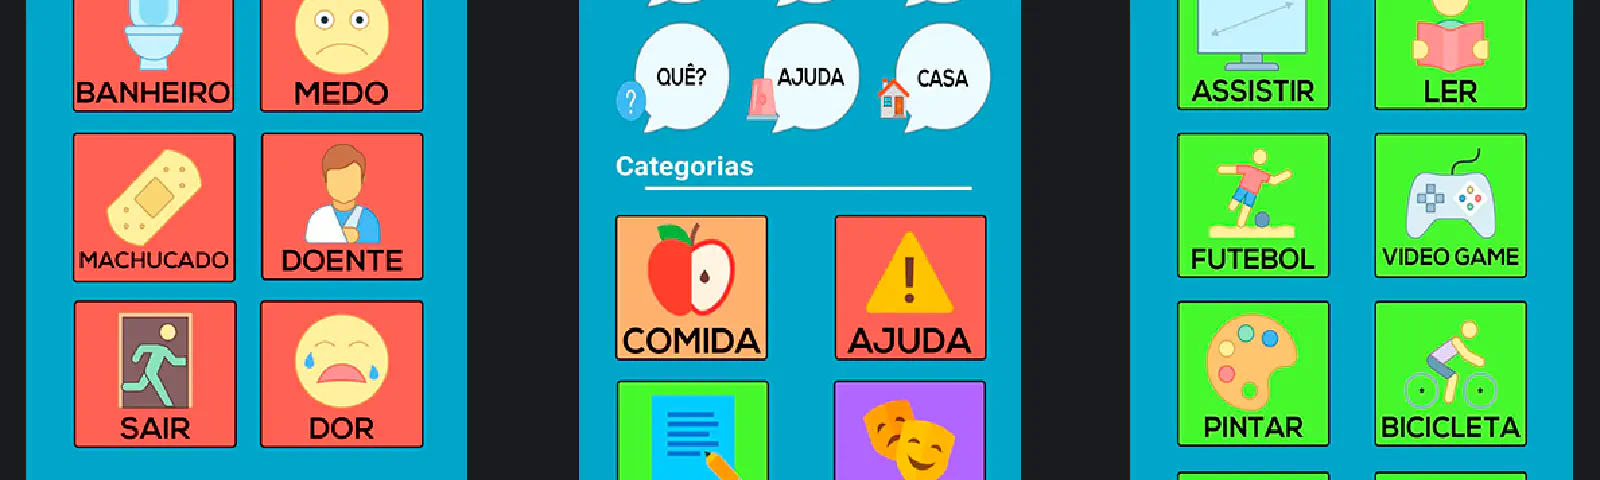 BANHEIRO
MEDO
MACHUCADO
DOENTE
SAIR
DOR
QUÊ?
AJUDA
CASA
?
Categorias
COMIDA
!
AJUDA
ASSISTIR
LER
FUTEBOL
VIDEO GAME
PINTAR
BICICLETA